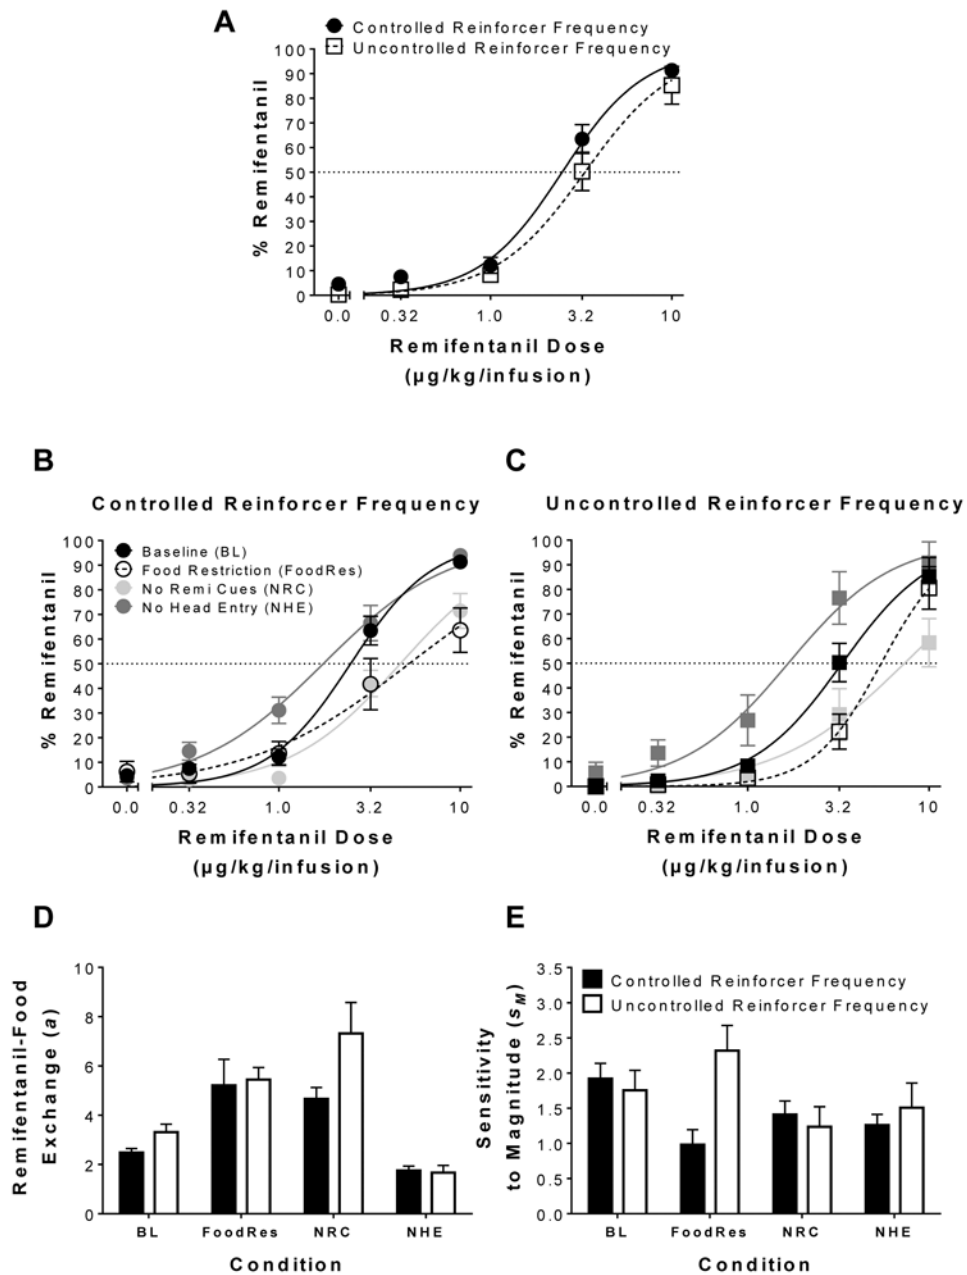 A
Controlled Reinforcer Frequency
Uncontrolled Reinforcer Frequency
100
90
80
70
60
50
40
30
20
10
0
% Remifentanil
0.0 0.32 1.0 3.2 10
Remifentanil Dose
(µg/kg/infusion)
B
Controlled Reinforcer Frequency
100
90
80
70
60
50
40
30
20
10
0
% Remifentanil
Baseline (BL)
Food Restriction (FoodRes)
No Remi Cues (NRC)
No Head Entry (NHE)
0.0 0.32 1.0 3.2 10
Remifentanil Dose
(µg/kg/infusion)
C
Uncontrolled Reinforcer Frequency
100
90
80
70
60
50
40
30
20
10
0
% Remifentanil
0.0 0.32 1.0 3.2 10
Remifentanil Dose
(µg/kg/infusion)
D
Remifentanil-Food
Exchange (a)
10
8
6
4
2
0
BL FoodRes NRC NHE
Condition
E
Sensitivity
to Magnitude (sM)
3.5
3.0
2.5
2.0
1.5
1.0
0.5
0.0
Controlled Reinforcer Frequency
Uncontrolled Reinforcer Frequency
BL FoodRes NRC NHE
Condition